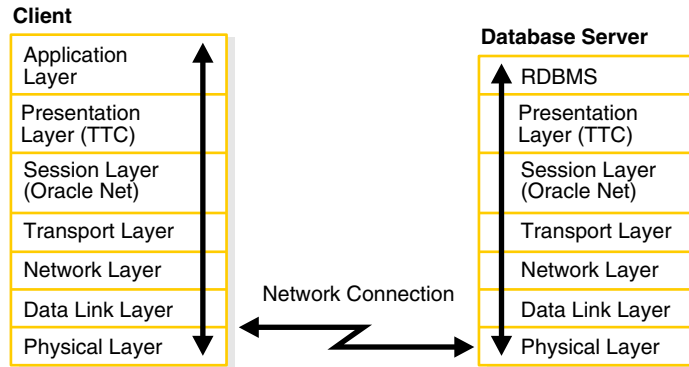 Client
Application
Layer
Presentation
Layer (TTC)
Session Layer
(Oracle Net)
Transport Layer
Network Layer
Data Link Layer
Physical Layer
Network Connection
Database Server
RDBMS
Presentation
Layer (TTC)
Session Layer
(Oracle Net)
Transport Layer
Network Layer
Data Link Layer
Physical Layer